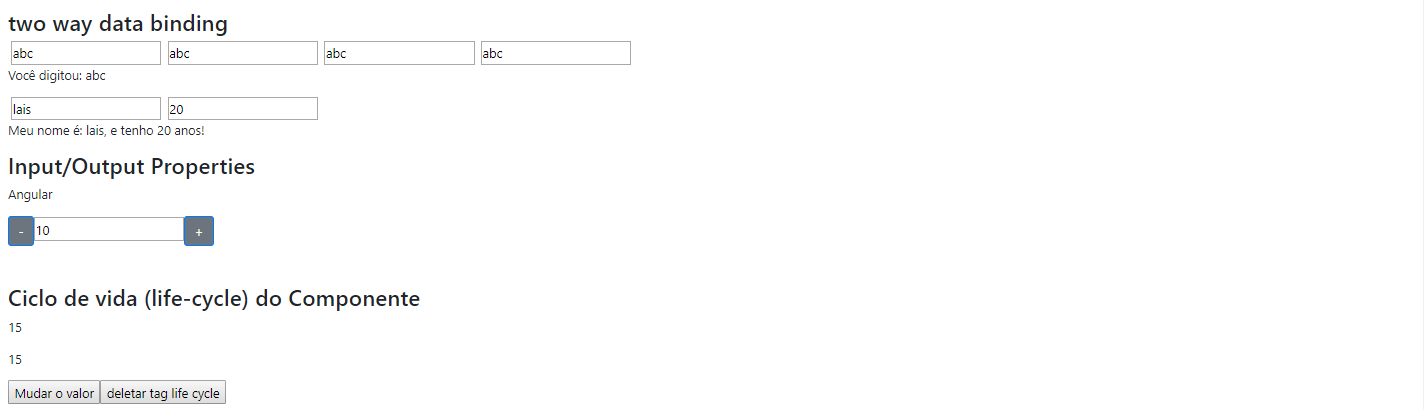 two way data binding
abc abc abc abc
Você digitou: abc
lais 20
Meu nome é: lais, e tenho 20 anos!
Input/Output Properties
Angular
- 10 +
Ciclo de vida (life-cycle) do Componente
15
15
Mudar o valor deletar tag life cycle